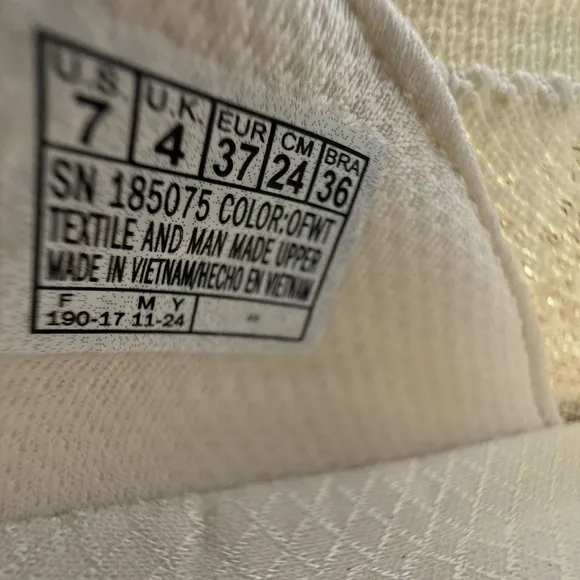 U.S. U.K. EUR CM BRA
7 4 37 24 36
SN 185075 COLOR:OFWT
TEXTILE AND MAN MADE UPPER
MADE IN VIETNAM/HECHO EN VIETNAM
F M Y
190-17 11-24